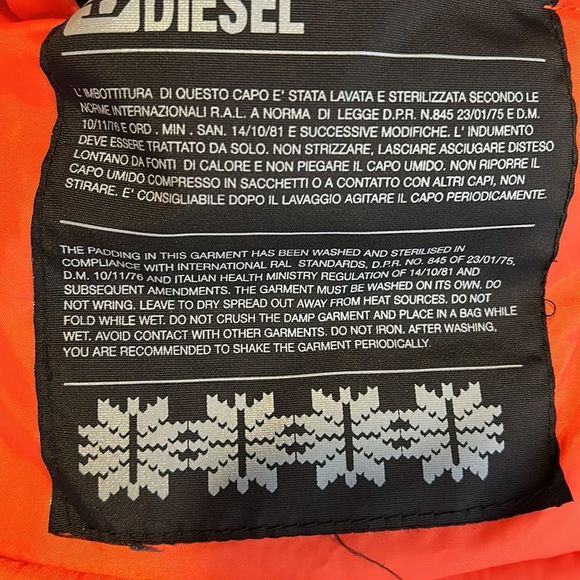 DIESEL
L'IMBOTTITURA DI QUESTO CAPO E' STATA LAVATA E STERILIZZATA SECONDO LE
NORME INTERNAZIONALI R.A.L. A NORMA DI LEGGE D.P.R. N.845 23/01/75 E D.M.
10/11/76 E ORD. MIN. SAN. 14/10/81 E SUCCESSIVE MODIFICHE. L' INDUMENTO
DEVE ESSERE TRATTATO DA SOLO. NON STRIZZARE, LASCIARE ASCIUGARE DISTESO
LONTANO DA FONTI DI CALORE E NON PIEGARE IL CAPO UMIDO. NON RIPORRE IL
CAPO UMIDO COMPRESSO IN SACCHETTI O A CONTATTO CON ALTRI CAPI, NON
STIRARE. E' CONSIGLIABILE DOPO IL LAVAGGIO AGITARE IL CAPO PERIODICAMENTE.
THE PADDING IN THIS GARMENT HAS BEEN WASHED AND STERILISED IN
COMPLIANCE WITH INTERNATIONAL RAL STANDARDS, D.P.R. NO. 845 OF 23/01/75,
D.M. 10/11/76 AND ITALIAN HEALTH MINISTRY REGULATION OF 14/10/81 AND
SUBSEQUENT AMENDMENTS. THE GARMENT MUST BE WASHED ON ITS OWN. DO
NOT WRING. LEAVE TO DRY SPREAD OUT AWAY FROM HEAT SOURCES. DO NOT
FOLD WHILE WET. DO NOT CRUSH THE DAMP GARMENT AND PLACE IN A BAG WHILE
WET. AVOID CONTACT WITH OTHER GARMENTS. DO NOT IRON. AFTER WASHING,
YOU ARE RECOMMENDED TO SHAKE THE GARMENT PERIODICALLY.